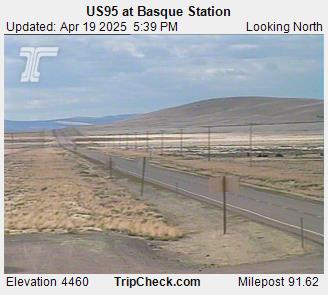 US95 at Basque Station
Updated: Apr 19 2025 5:39 PM Looking North
Elevation 4460 TripCheck.com Milepost 91.62